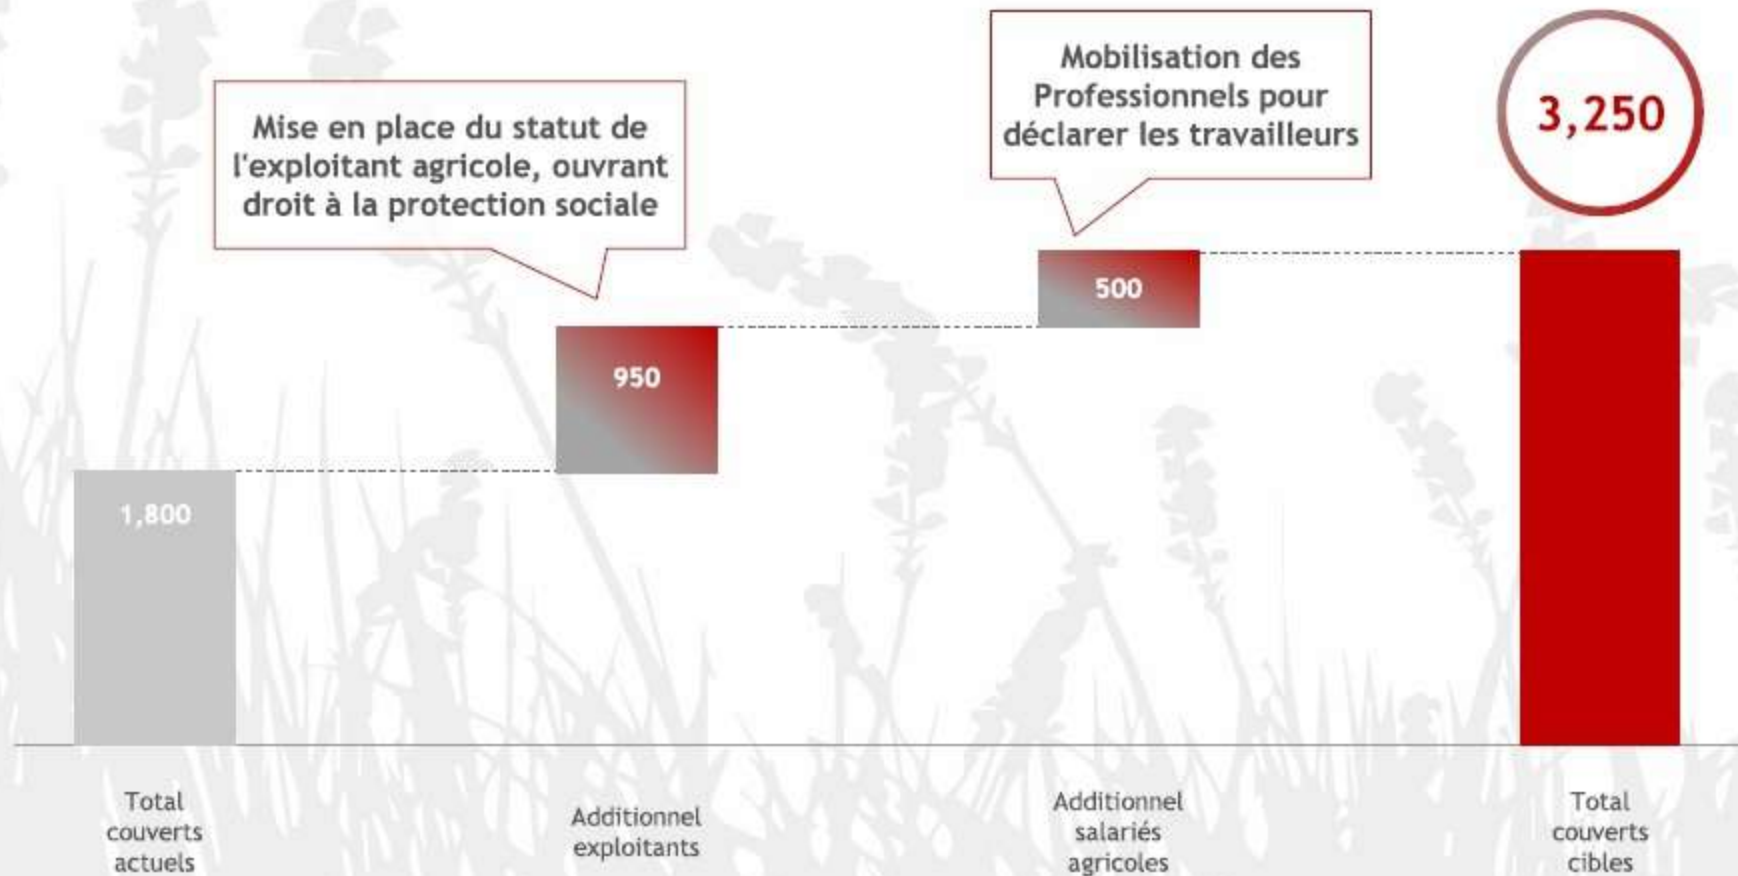 Mobilisation des
Professionnels pour
déclarer les travailleurs
3,250
Mise en place du statut de
l'exploitant agricole, ouvrant
droit à la protection sociale
500
950
1,800
Total
couverts
actuels
Additionnel
exploitants
Additionnel
salariés
agricoles
Total
couverts
cibles